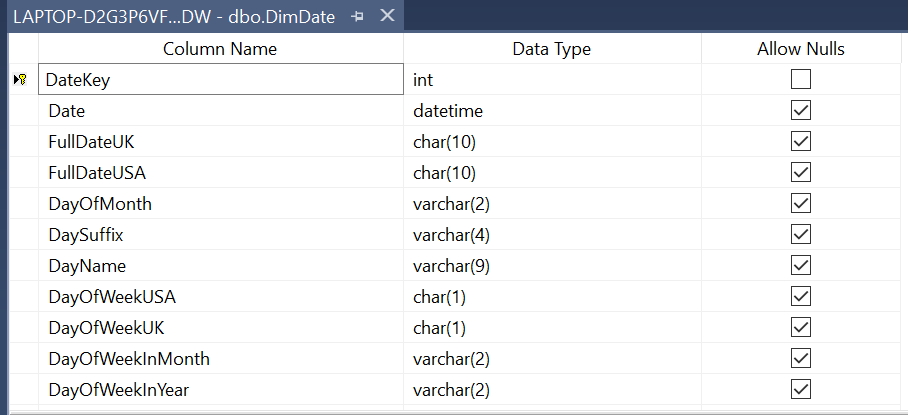 LAPTOP-D2G3P6VF...DW - dbo.DimDate
Column Name Data Type Allow Nulls
DateKey int
Date datetime
FullDateUK char(10)
FullDateUSA char(10)
DayOfMonth varchar(2)
DaySuffix varchar(4)
DayName varchar(9)
DayOfWeekUSA char(1)
DayOfWeekUK char(1)
DayOfWeekInMonth varchar(2)
DayOfWeekInYear varchar(2)